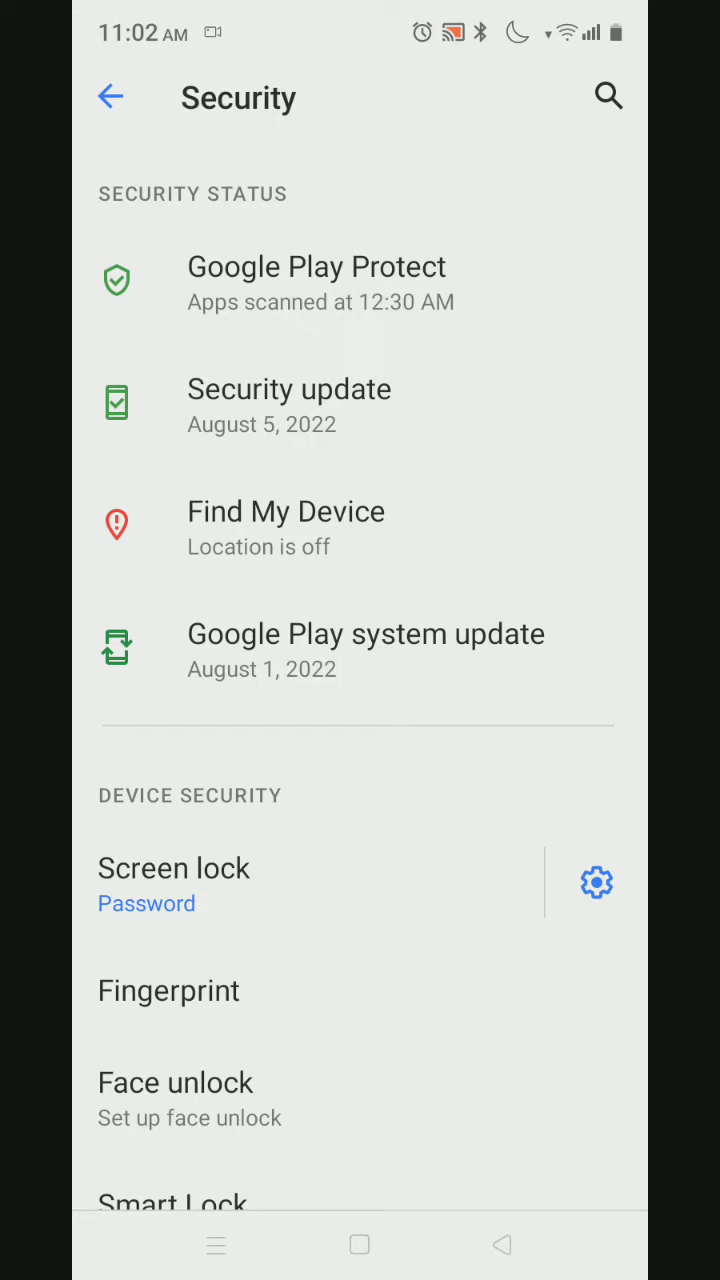 11:02 AM
Security
SECURITY STATUS
Google Play Protect
Apps scanned at 12:30 AM
Security update
August 5, 2022
Find My Device
Location is off
Google Play system update
August 1, 2022
DEVICE SECURITY
Screen lock
Password
Fingerprint
Face unlock
Set up face unlock
Smart Lock